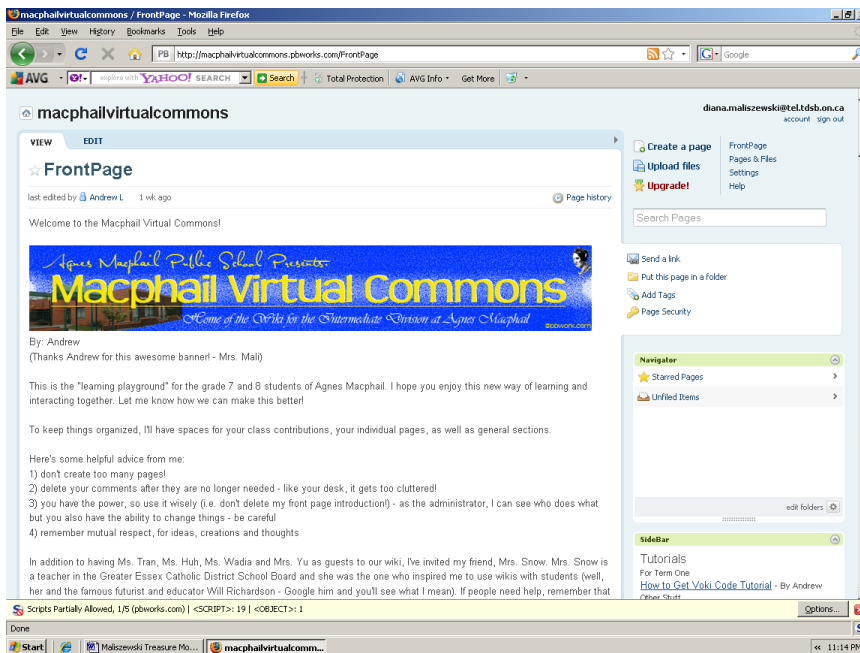 macphailvirtualcommons / FrontPage - Mozilla Firefox
File Edit View History Bookmarks Tools Help
PB http://macphailvirtualcommons.pbworks.com/FrontPage
G Google
AVG Y! explore with YAHOO! SEARCH Search Total Protection AVG Info Get More
macphailvirtualcommons
diana.maliszewski@tel.tdsb.on.ca
account sign out
VIEW EDIT
FrontPage
last edited by Andrew L 1 wk ago Page history
Create a page
Upload files
Upgrade!
FrontPage
Pages & Files
Settings
Help
Search Pages
Welcome to the Macphail Virtual Commons!
Agnes Macphail Public School Presents:
Macphail Virtual Commons
Home of the Wiki for the Intermediate Division at Agnes Macphail
©pbwork.com
By: Andrew
(Thanks Andrew for this awesome banner! - Mrs. Mali)
This is the "learning playground" for the grade 7 and 8 students of Agnes Macphail. I hope you enjoy this new way of learning and
interacting together. Let me know how we can make this better!
To keep things organized, I'll have spaces for your class contributions, your individual pages, as well as general sections.
Here's some helpful advice from me:
1) don't create too many pages!
2) delete your comments after they are no longer needed - like your desk, it gets too cluttered!
3) you have the power, so use it wisely (i.e. don't delete my front page introduction!) - as the administrator, I can see who does what
but you also have the ability to change things - be careful
4) remember mutual respect, for ideas, creations and thoughts
In addition to having Ms. Tran, Ms. Huh, Ms. Wadia and Mrs. Yu as guests to our wiki, I've invited my friend, Mrs. Snow. Mrs. Snow is
a teacher in the Greater Essex Catholic District School Board and she was the one who inspired me to use wikis with students (well,
her and the famous futurist and educator Will Richardson - Google him and you'll see what I mean). If people need help, remember that
Send a link
Put this page in a folder
Add Tags
Page Security
Navigator
Starred Pages
Unfiled Items
edit folders
SideBar
Tutorials
For Term One
How to Get Voki Code Tutorial - By Andrew
Other Stuff
Scripts Partially Allowed, 1/5 (pbworks.com) | <SCRIPT>: 19 | <OBJECT>: 1 Options...
Done
Start Maliszewski Treasure Mo... macphailvirtualcomm... 11:14 PM